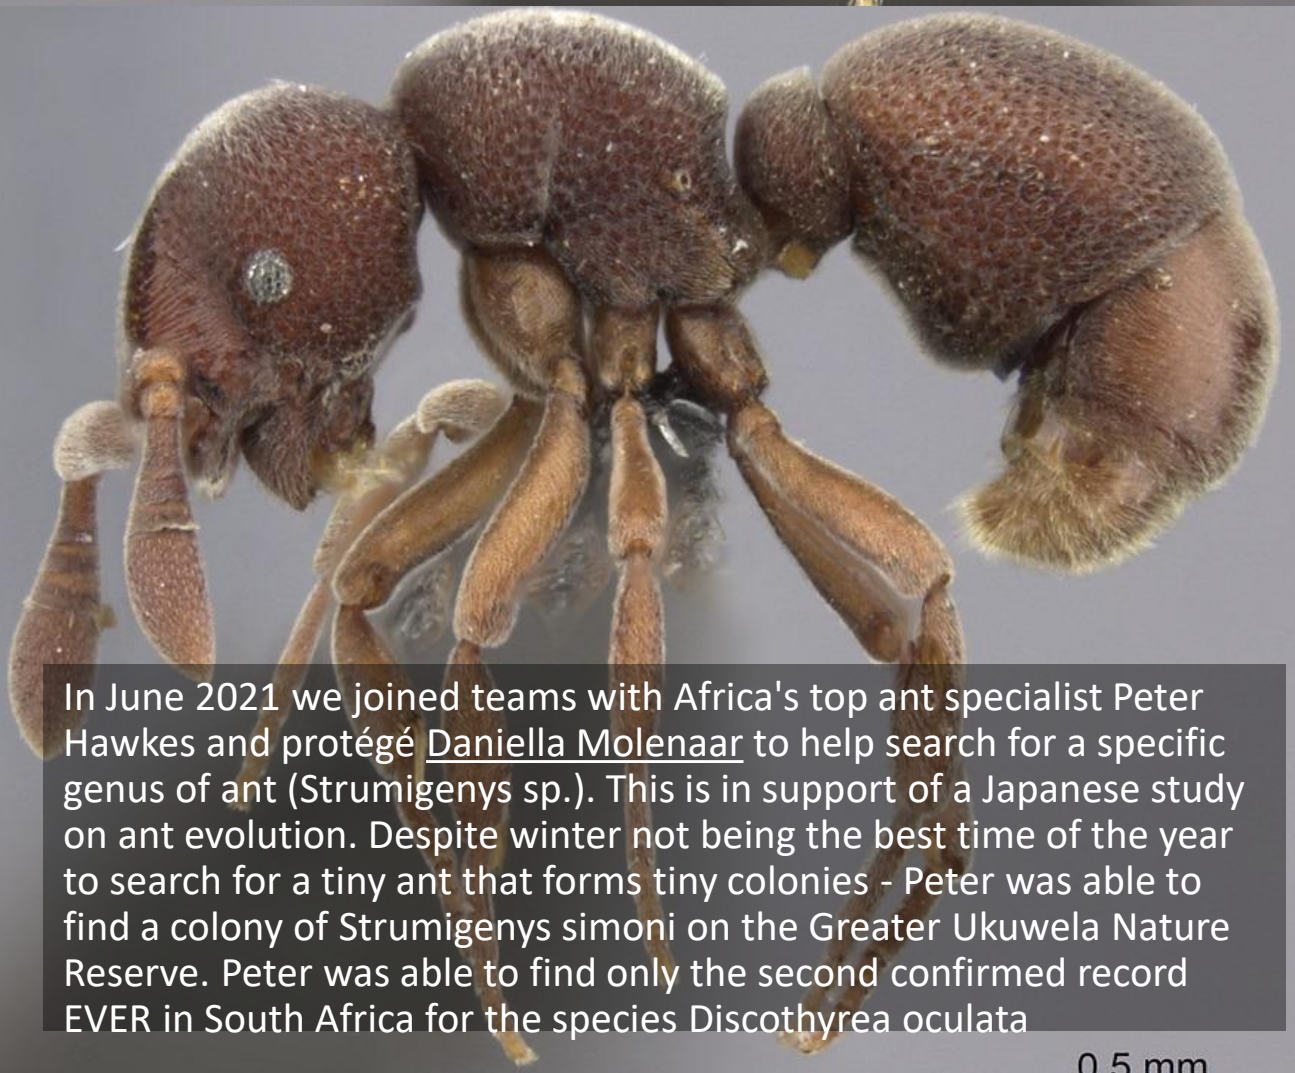 In June 2021 we joined teams with Africa's top ant specialist Peter
Hawkes and protégé Daniella Molenaar to help search for a specific
genus of ant (Strumigenys sp.). This is in support of a Japanese study
on ant evolution. Despite winter not being the best time of the year
to search for a tiny ant that forms tiny colonies - Peter was able to
find a colony of Strumigenys simoni on the Greater Ukuwela Nature
Reserve. Peter was able to find only the second confirmed record
EVER in South Africa for the species Discothyrea oculata
0.5 mm